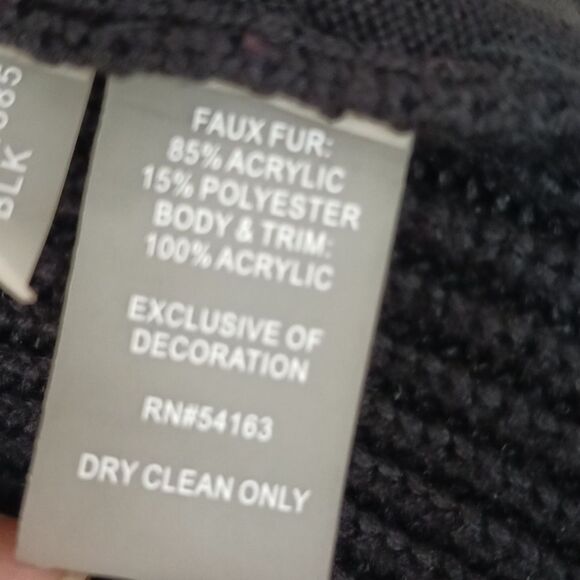 FAUX FUR:
85% ACRYLIC
15% POLYESTER
BODY & TRIM:
100% ACRYLIC
EXCLUSIVE OF
DECORATION
RN#54163
DRY CLEAN ONLY
BLK